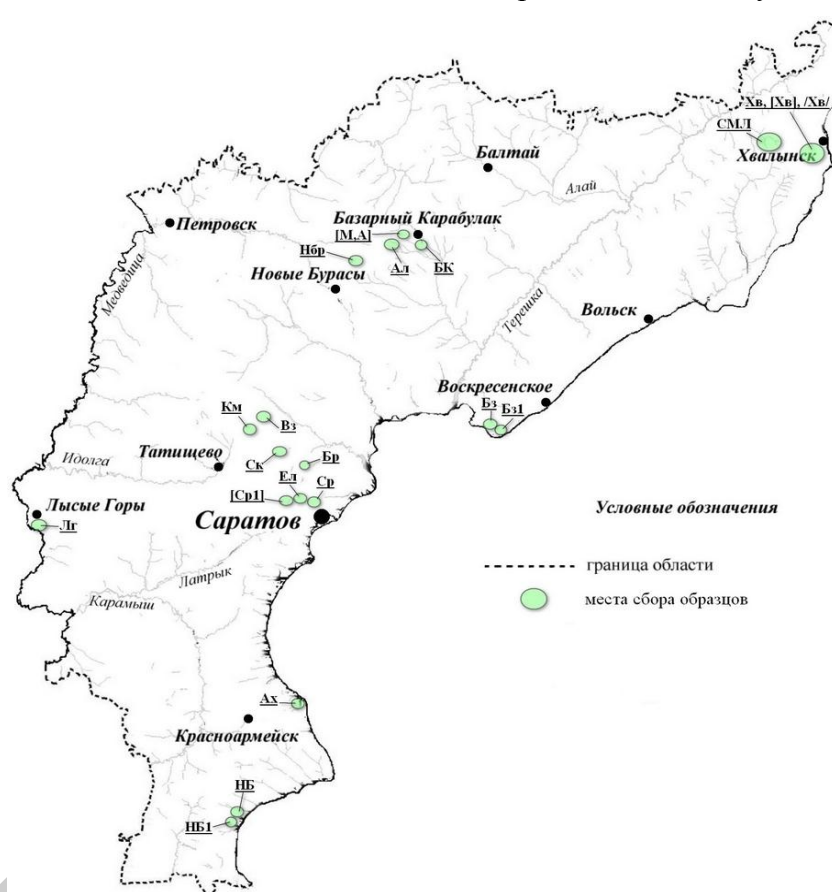 Хв, [Хв], /Хв/
СМЛ
Хвалынск
Балтай
Алай
Петровск
Базарный Карабулак
[М,А]
Нбр
Ал
БК
Новые Бурасы
Медведица
Терешка
Вольск
Воскресенское
Бз
Бз1
Км
Вз
Татищево
Ск
Бр
Идолга
Ел
Ср
[Ср1]
Лысые Горы
Саратов
Лг
Условные обозначения
граница области
места сбора образцов
Латрык
Карамыш
Ах
Красноармейск
НБ
НБ1